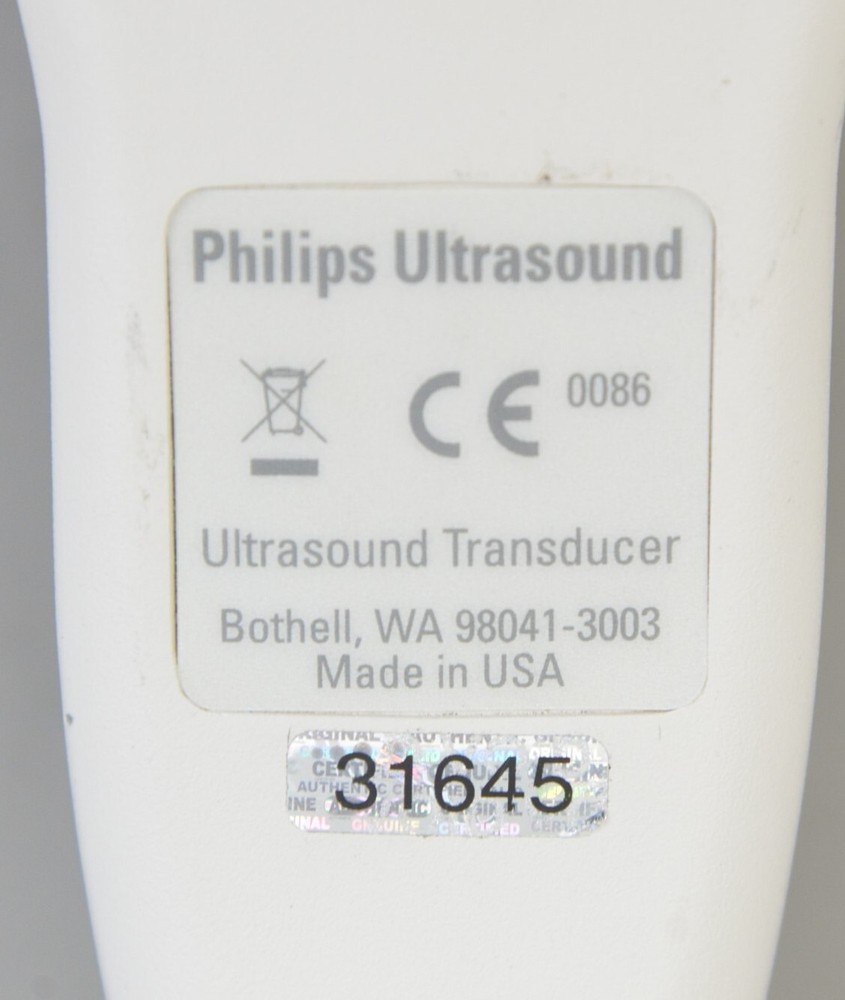 Philips Ultrasound
CE 0086
Ultrasound Transducer
Bothell, WA 98041-3003
Made in USA
31645